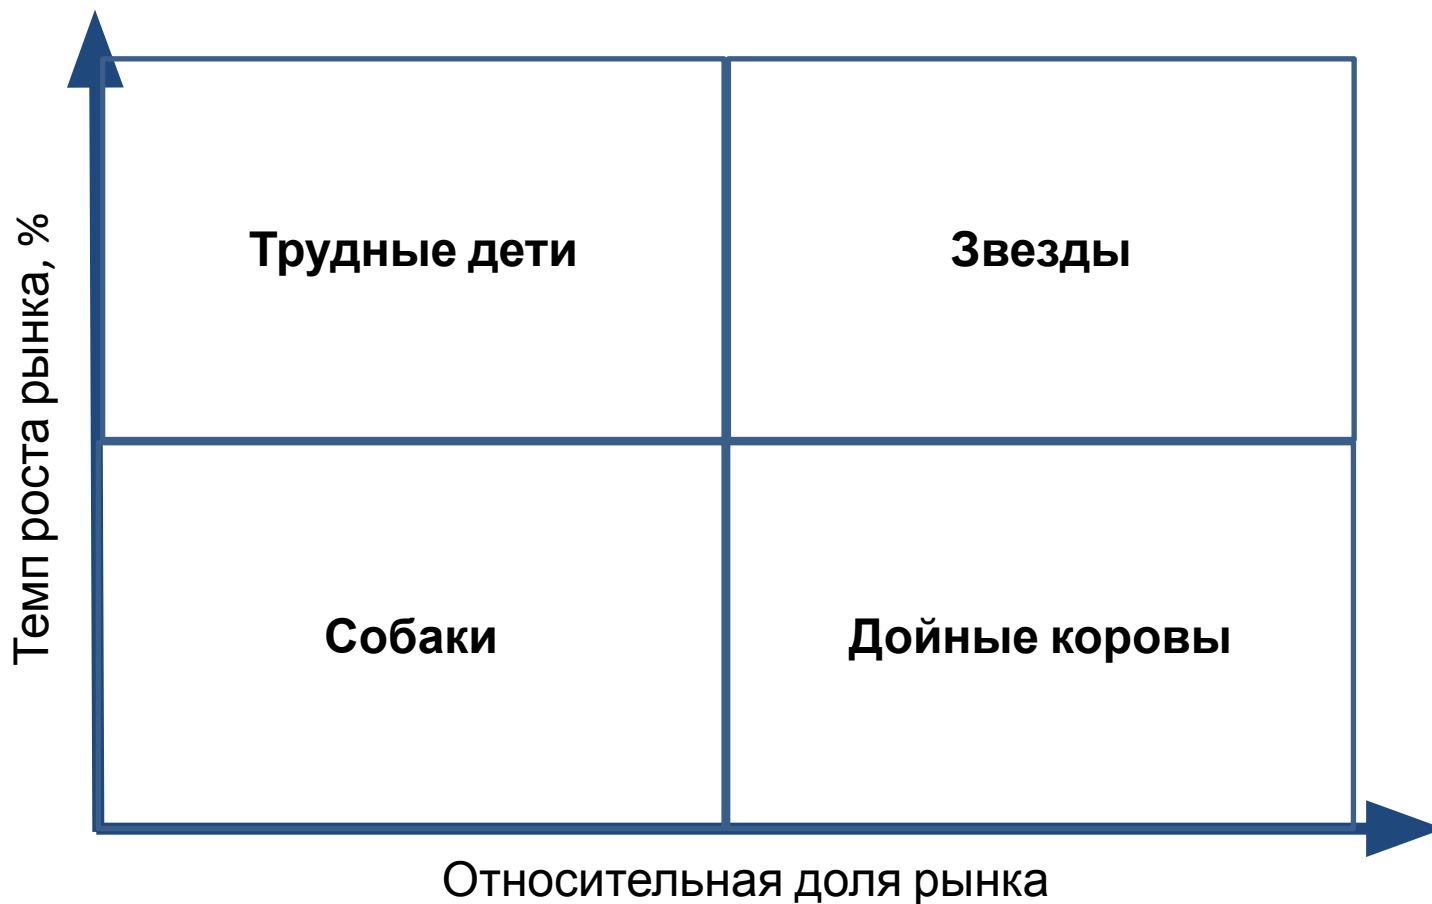 Темп роста рынка, %
Трудные дети
Звезды
Собаки
Дойные коровы
Относительная доля рынка